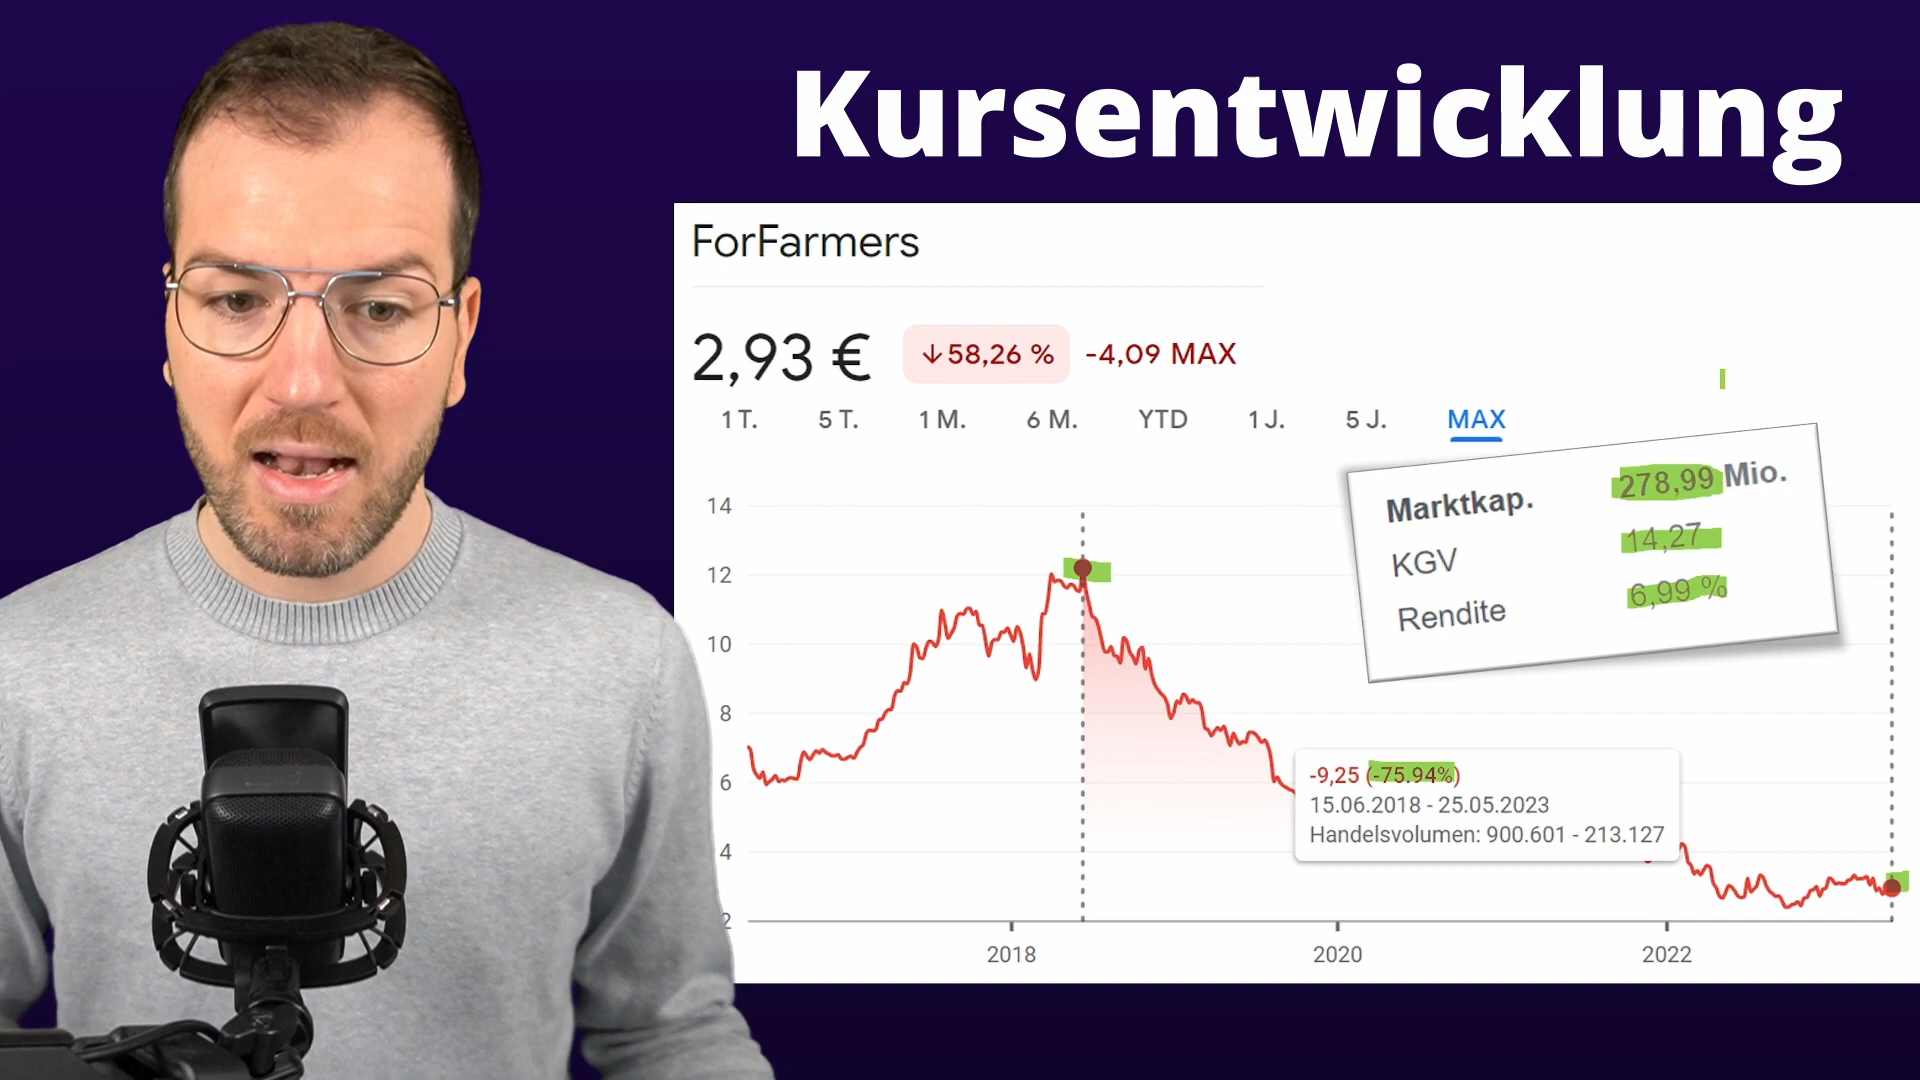 Kursentwicklung
ForFarmers
2,93 € ↓58,26 % -4,09 MAX
1 T. 5 T. 1 M. 6 M. YTD 1 J. 5 J. MAX
Marktkap. 278,99 Mio.
KGV 14,27
Rendite 6,99 %
14
12
10
8
6
4
2
-9,25 (-75.94%)
15.06.2018 - 25.05.2023
Handelsvolumen: 900.601 - 213.127
2018 2020 2022